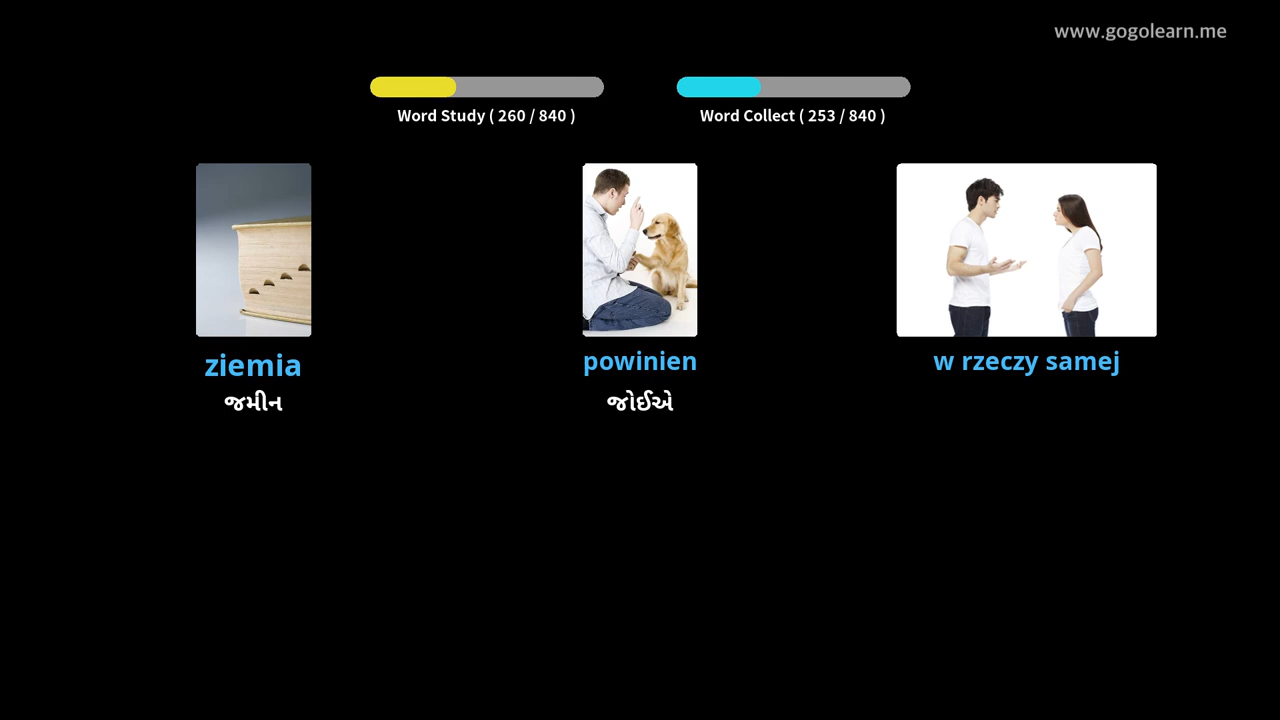 www.gogolearn.me
Word Study ( 260 / 840 )
Word Collect ( 253 / 840 )
ziemia
powinien
w rzeczy samej
જમીન
જોઈએ